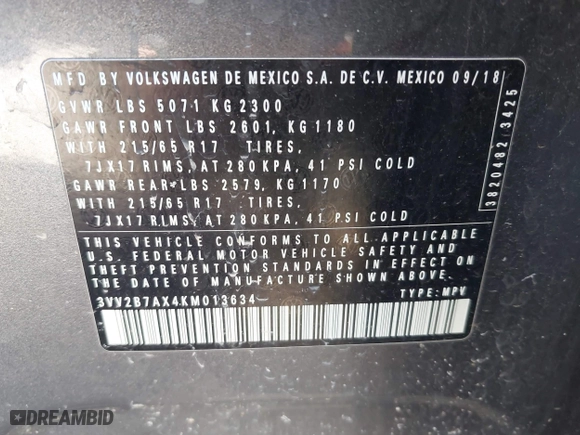 MFD BY VOLKSWAGEN DE MEXICO S.A. DE C.V. MEXICO 09/18
GVWR LBS 5071 KG 2300
GAWR FRONT LBS 2601, KG 1180
WITH 215/65 R17 TIRES,
7JX17 RIMS, AT 280 KPA, 41 PSI COLD
GAWR REAR LBS 2579, KG 1170
WITH 215/65 R17 TIRES,
7JX17 RIMS, AT 280 KPA, 41 PSI COLD
THIS VEHICLE CONFORMS TO ALL APPLICABLE
U.S. FEDERAL MOTOR VEHICLE SAFETY AND
THEFT PREVENTION STANDARDS IN EFFECT ON
THE DATE OF MANUFACTURE SHOWN ABOVE.
3VV2B7AX4KM013634 TYPE: MPV
3820482 3425
DREAMBID